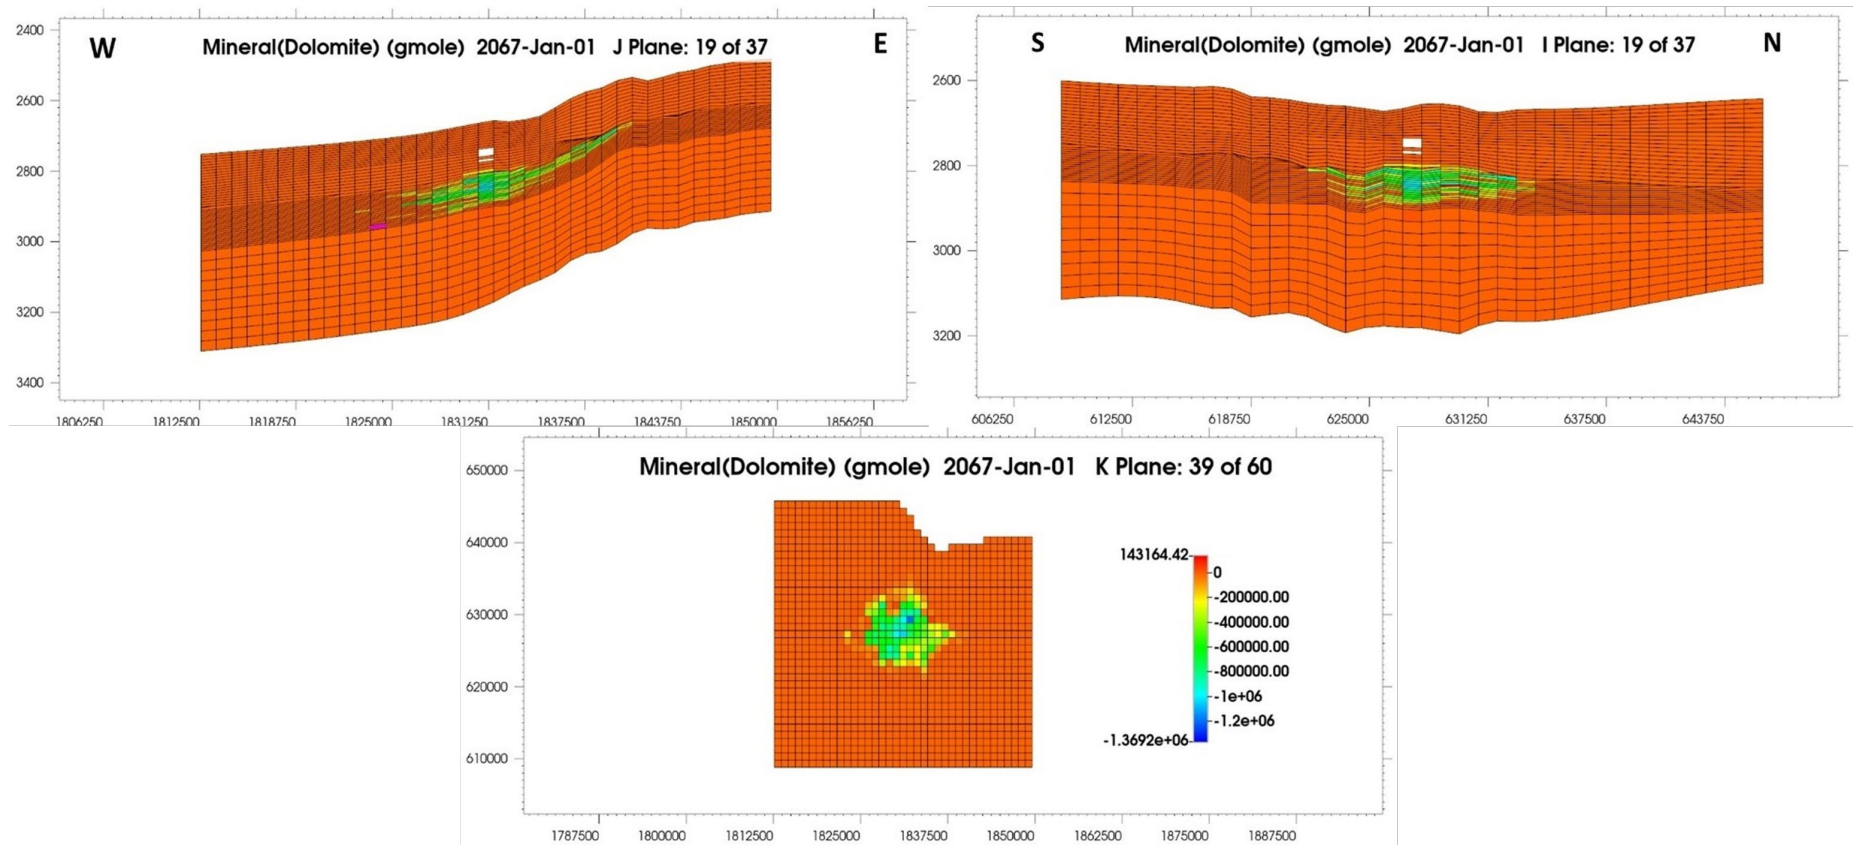 W Mineral(Dolomite) (gmole) 2067-Jan-01 J Plane: 19 of 37 E
2400
2600
2800
3000
3200
3400
1806250 1812500 1818750 1825000 1831250 1837500 1843750 1850000 1856250
S Mineral(Dolomite) (gmole) 2067-Jan-01 I Plane: 19 of 37 N
2600
2800
3000
3200
606250 612500 618750 625000 631250 637500 643750
Mineral(Dolomite) (gmole) 2067-Jan-01 K Plane: 39 of 60
650000
640000
630000
620000
610000
143164.42
0
-200000.00
-400000.00
-600000.00
-800000.00
-1e+06
-1.2e+06
-1.3692e+06
1787500 1800000 1812500 1825000 1837500 1850000 1862500 1875000 1887500